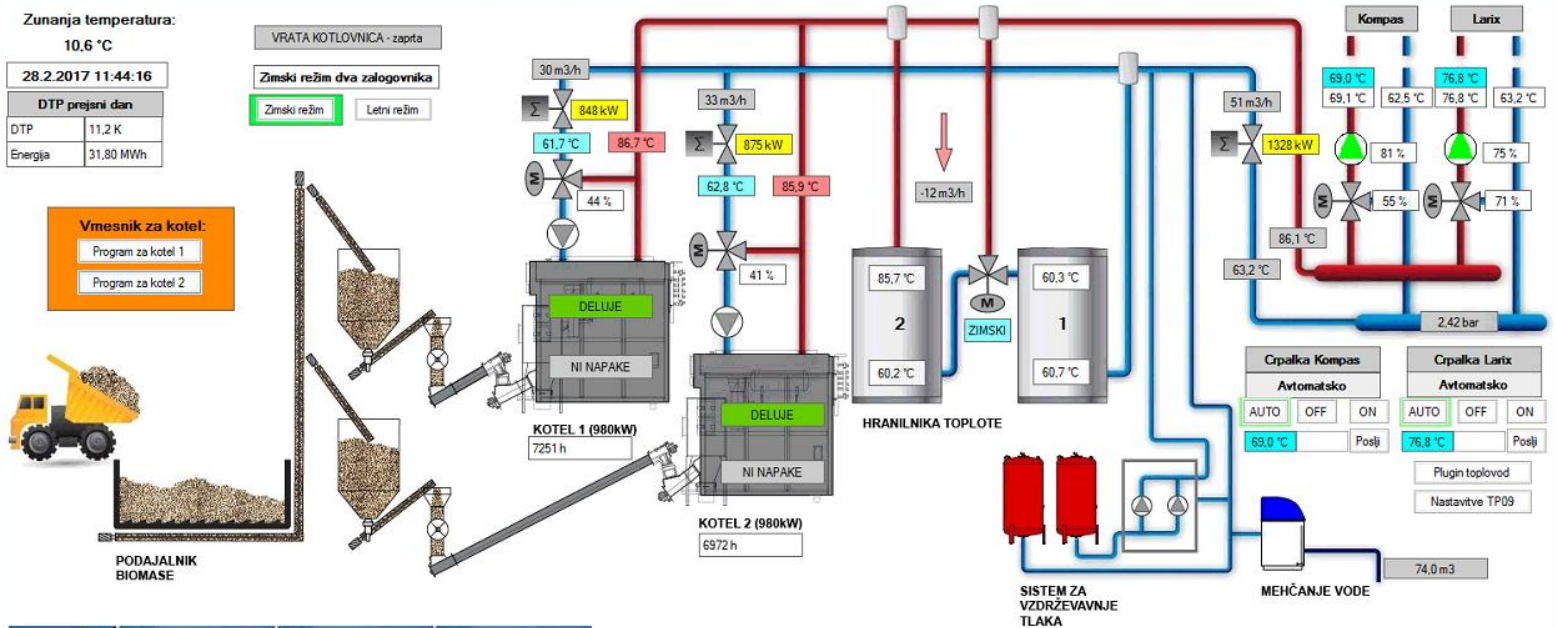 Zunanja temperatura:
10,6 °C
28.2.2017 11:44:16
DTP prejsni dan
DTP 11,2 K
Energija 31,80 MWh
VRATA KOTLOVNICA - zaprta
Zimski režim dva zalogovnika
Zimski režim Letni režim
Vmesnik za kotel:
Program za kotel 1
Program za kotel 2
PODAJALNIK
BIOMASE
30 m3/h
Σ 848 kW
61,7 °C 86,7 °C
M
44 %
DELUJE
NI NAPAKE
KOTEL 1 (980kW)
7251 h
33 m3/h
Σ 875 kW
62,8 °C 85,9 °C
M
41 %
DELUJE
NI NAPAKE
KOTEL 2 (980kW)
6972 h
-12 m3/h
85,7 °C
2
60,2 °C
M
ZIMSKI
60,3 °C
1
60,7 °C
HRANILNIKA TOPLOTE
SISTEM ZA
VZDRŽEVAVNJE
TLAKA
MEHČANJE VODE
74,0 m3
51 m3/h
Σ 1328 kW
86,1 °C
63,2 °C
2,42 bar
Kompas
69,0 °C
69,1 °C 62,5 °C
81 %
M 55 %
Larix
76,8 °C
76,8 °C 63,2 °C
75 %
M 71 %
Crpalka Kompas
Avtomatsko
AUTO OFF ON
69,0 °C Poslji
Crpalka Larix
Avtomatsko
AUTO OFF ON
76,8 °C Poslji
Plugin toplovod
Nastavitve TP09